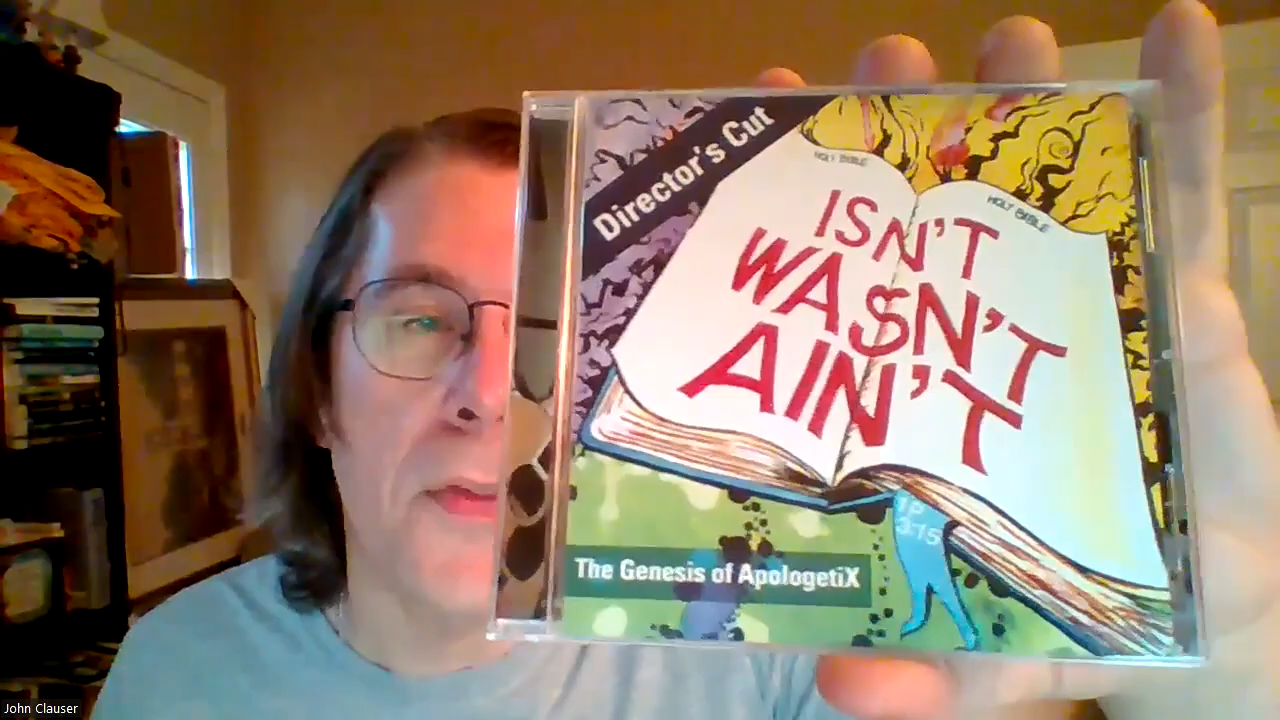 Director's Cut
HOLY BIBLE
HOLY BIBLE
ISN'T
WASN'T
AIN'T
1P
3:15
The Genesis of ApologetiX
John Clauser